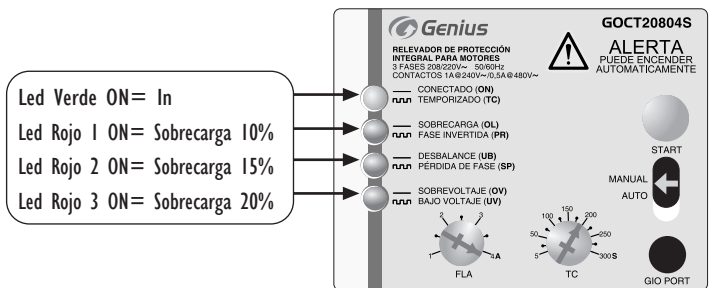 Genius
GOCT20804S
RELEVADOR DE PROTECCIÓN
INTEGRAL PARA MOTORES
3 FASES 208/220V~ 50/60Hz
CONTACTOS 1A@240V~/0,5A@480V~
ALERTA
PUEDE ENCENDER
AUTOMATICAMENTE
Led Verde ON= In
Led Rojo 1 ON= Sobrecarga 10%
Led Rojo 2 ON= Sobrecarga 15%
Led Rojo 3 ON= Sobrecarga 20%
CONECTADO (ON)
TEMPORIZADO (TC)
SOBRECARGA (OL)
FASE INVERTIDA (PR)
DESBALANCE (UB)
PÉRDIDA DE FASE (SP)
SOBREVOLTAJE (OV)
BAJO VOLTAJE (UV)
START
MANUAL
AUTO
1 2 3 4A
FLA
5 50 100 150 200 250 300S
TC
GIO PORT